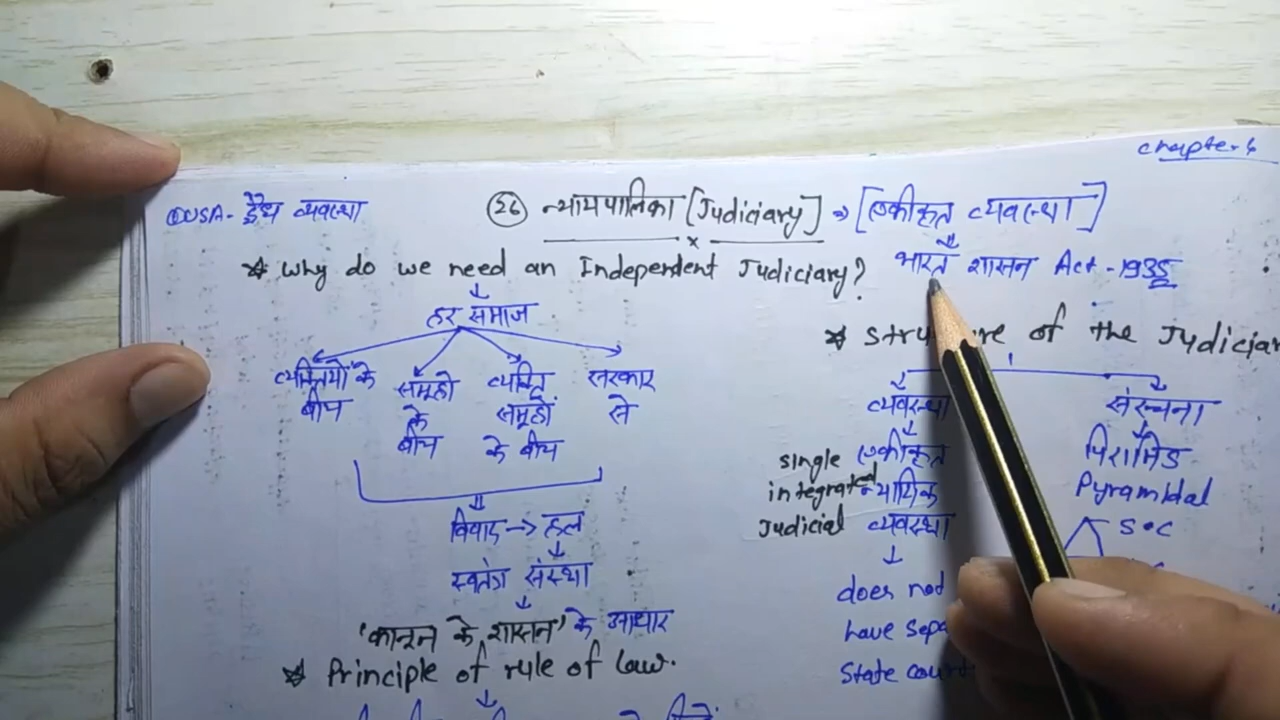 chapter-6
①USA- द्वैध व्यवस्था
26 न्यायपालिका [Judiciary] ⇒ [एकीकृत व्यवस्था]
भारत शासन Act - 1935
* Why do we need an Independent Judiciary?
हर समाज
व्यक्तियों के बीच
समूहों के बीच
व्यक्ति समूहों के बीच
सरकार से
विवाद → हल
स्वतंत्र संस्था
'कानून के शासन' के आधार
* Principle of rule of law.
* Structure of the Judiciar
व्यवस्था
एकीकृत
न्यायिक
व्यवस्था
single
integrated
Judicial
does not
have sepa
State court
संरचना
पिरामिड
Pyramidal
S.C